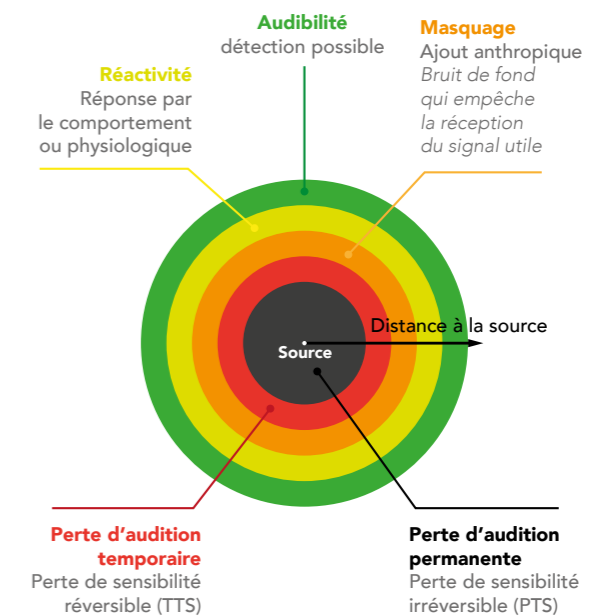 Audibilité
détection possible
Masquage
Ajout anthropique
Bruit de fond
qui empêche
la réception
du signal utile
Réactivité
Réponse par
le comportement
ou physiologique
Distance à la source
Source
Perte d’audition
temporaire
Perte de sensibilité
réversible (TTS)
Perte d’audition
permanente
Perte de sensibilité
irréversible (PTS)